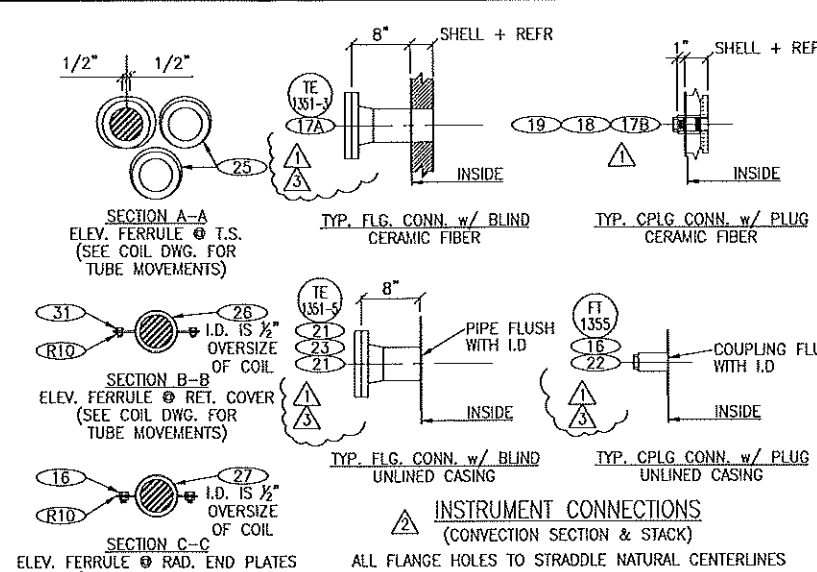 1/2"
1/2"
25
SECTION A-A
ELEV. FERRULE @ T.S.
(SEE COIL DWG. FOR
TUBE MOVEMENTS)
8"
SHELL + REFR
TE
1351-3
17A
1
3
INSIDE
TYP. FLG. CONN. w/ BLIND
CERAMIC FIBER
1"
SHELL + REF
19
18
17B
1
INSIDE
TYP. CPLG CONN. w/ PLUG
CERAMIC FIBER
31
26
R10
I.D. IS ½"
OVERSIZE
OF COIL
SECTION B-B
ELEV. FERRULE @ RET. COVER
(SEE COIL DWG. FOR
TUBE MOVEMENTS)
TE
1351-5
21
23
21
8"
PIPE FLUSH
WITH I.D
1
3
INSIDE
TYP. FLG. CONN. w/ BLIND
UNLINED CASING
FT
1355
16
22
COUPLING FLU
WITH I.D
1
3
INSIDE
TYP. CPLG CONN. w/ PLUG
UNLINED CASING
16
27
R10
I.D. IS ½"
OVERSIZE
OF COIL
SECTION C-C
ELEV. FERRULE @ RAD. END PLATES
2
INSTRUMENT CONNECTIONS
(CONVECTION SECTION & STACK)
ALL FLANGE HOLES TO STRADDLE NATURAL CENTERLINES